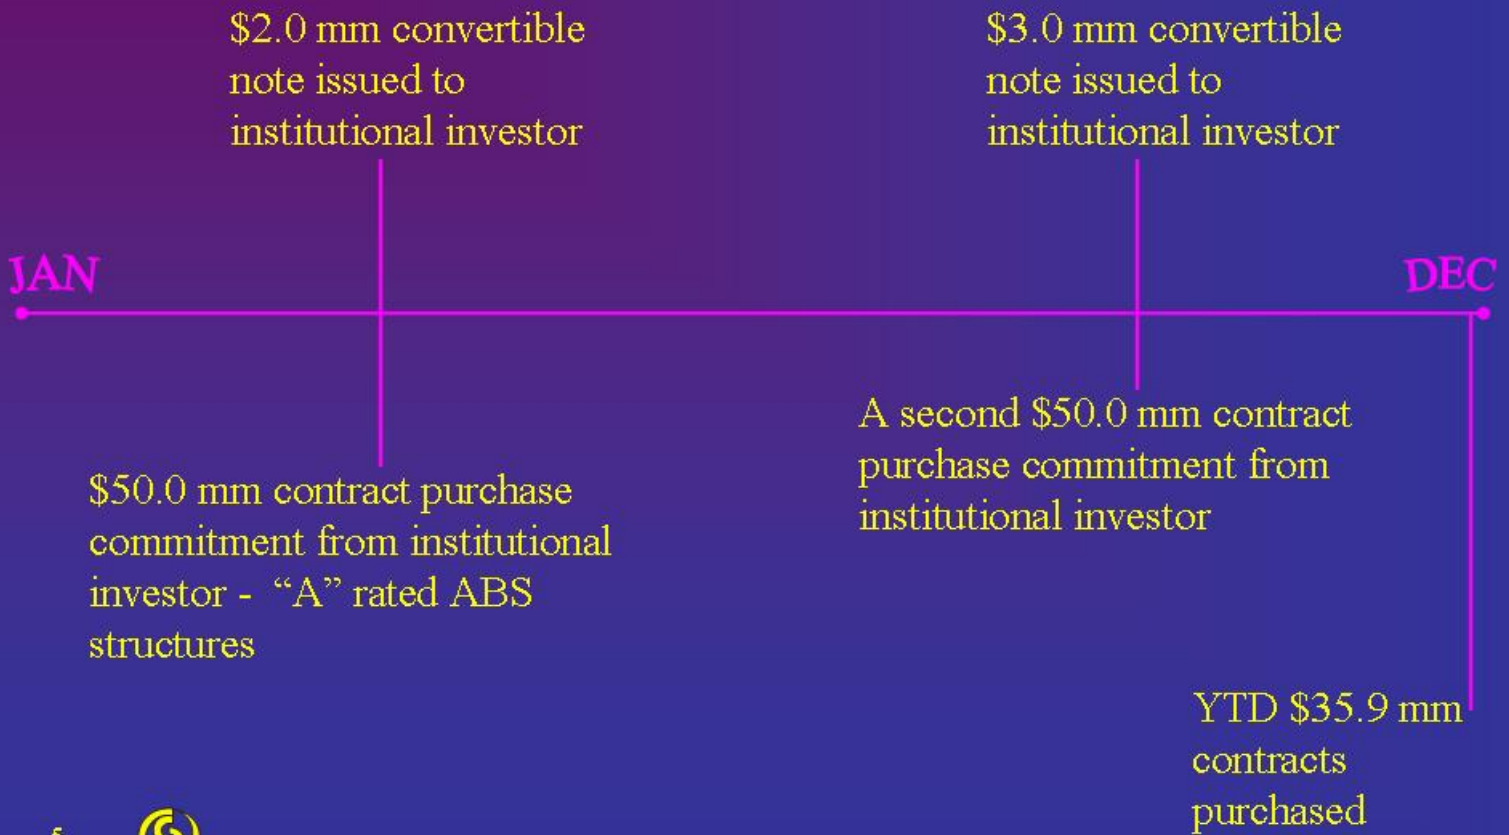 $2.0 mm convertible
note issued to
institutional investor
$3.0 mm convertible
note issued to
institutional investor
JAN
DEC
$50.0 mm contract purchase
commitment from institutional
investor - “A” rated ABS
structures
A second $50.0 mm contract
purchase commitment from
institutional investor
YTD $35.9 mm
contracts
purchased